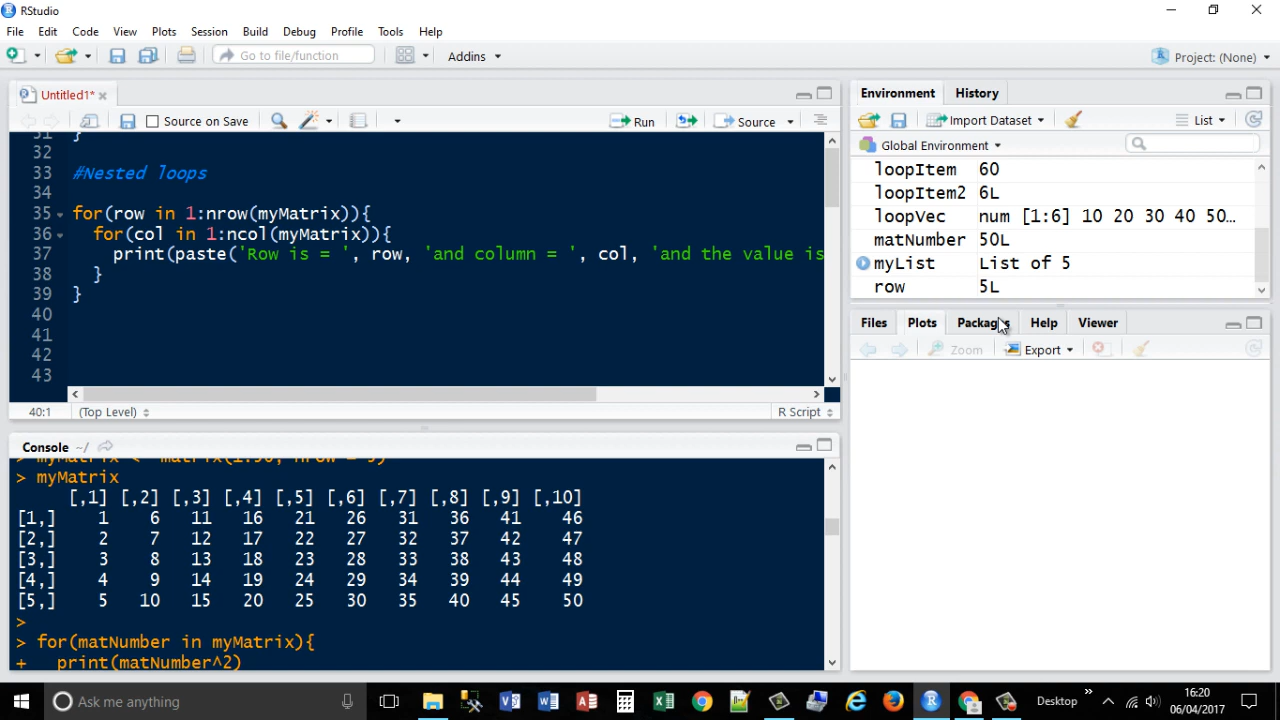 RStudio
File Edit Code View Plots Session Build Debug Profile Tools Help
Go to file/function Addins Project: (None)
Untitled1*
Source on Save Run Source
31 }
32
33 #Nested loops
34
35 for(row in 1:nrow(myMatrix)){
36 for(col in 1:ncol(myMatrix)){
37 print(paste('Row is = ', row, 'and column = ', col, 'and the value is
38 }
39 }
40
41
42
43
40:1 (Top Level) R Script
Console ~/
> myMatrix
[,1] [,2] [,3] [,4] [,5] [,6] [,7] [,8] [,9] [,10]
[1,] 1 6 11 16 21 26 31 36 41 46
[2,] 2 7 12 17 22 27 32 37 42 47
[3,] 3 8 13 18 23 28 33 38 43 48
[4,] 4 9 14 19 24 29 34 39 44 49
[5,] 5 10 15 20 25 30 35 40 45 50
>
> for(matNumber in myMatrix){
+ print(matNumber^2)
Environment History
Import Dataset List
Global Environment
loopItem 60
loopItem2 6L
loopVec num [1:6] 10 20 30 40 50…
matNumber 50L
myList List of 5
row 5L
Files Plots Packages Help Viewer
Zoom Export
Ask me anything
Desktop
16:20
06/04/2017